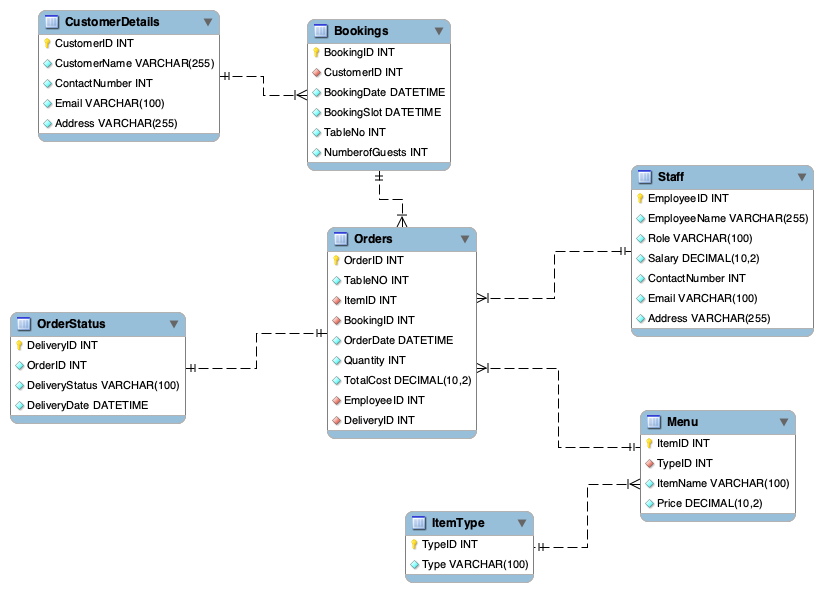 CustomerDetails
CustomerID INT
CustomerName VARCHAR(255)
ContactNumber INT
Email VARCHAR(100)
Address VARCHAR(255)
Bookings
BookingID INT
CustomerID INT
BookingDate DATETIME
BookingSlot DATETIME
TableNo INT
NumberofGuests INT
Staff
EmployeeID INT
EmployeeName VARCHAR(255)
Role VARCHAR(100)
Salary DECIMAL(10,2)
ContactNumber INT
Email VARCHAR(100)
Address VARCHAR(255)
Orders
OrderID INT
TableNO INT
ItemID INT
BookingID INT
OrderDate DATETIME
Quantity INT
TotalCost DECIMAL(10,2)
EmployeeID INT
DeliveryID INT
OrderStatus
DeliveryID INT
OrderID INT
DeliveryStatus VARCHAR(100)
DeliveryDate DATETIME
Menu
ItemID INT
TypeID INT
ItemName VARCHAR(100)
Price DECIMAL(10,2)
ItemType
TypeID INT
Type VARCHAR(100)